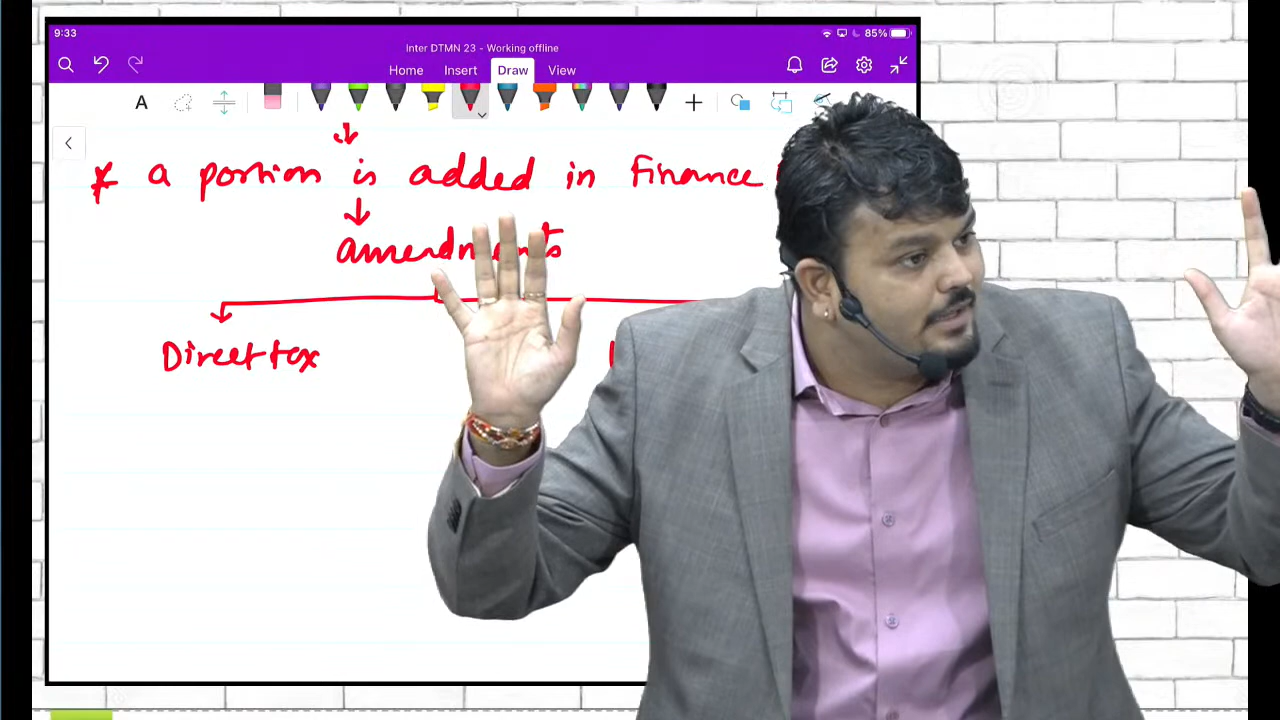 9:33
85%
Inter DTMN 23 - Working offline
Home Insert Draw View
A
* a portion is added in Finance
amendments
Direct tax